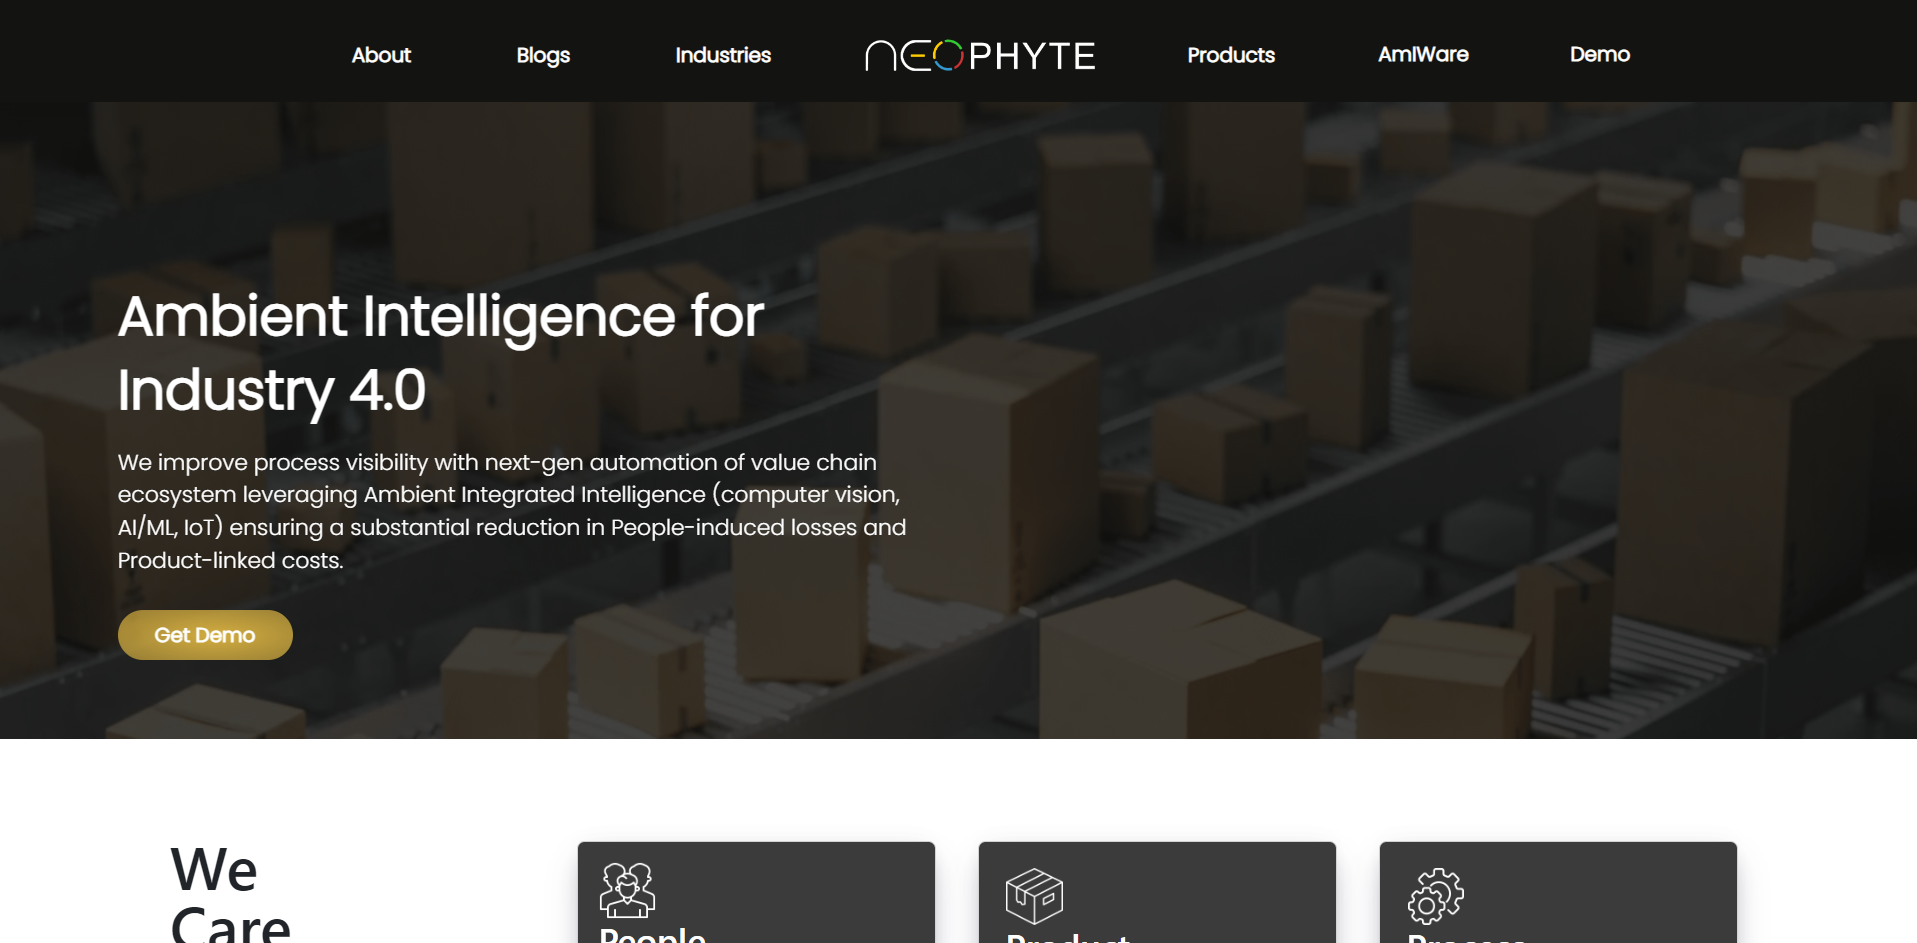 About
Blogs
Industries
NEOPHYTE
Products
AmIWare
Demo
Ambient Intelligence for
Industry 4.0
We improve process visibility with next-gen automation of value chain
ecosystem leveraging Ambient Integrated Intelligence (computer vision,
AI/ML, IoT) ensuring a substantial reduction in People-induced losses and
Product-linked costs.
Get Demo
We
Care
People
Product
Process